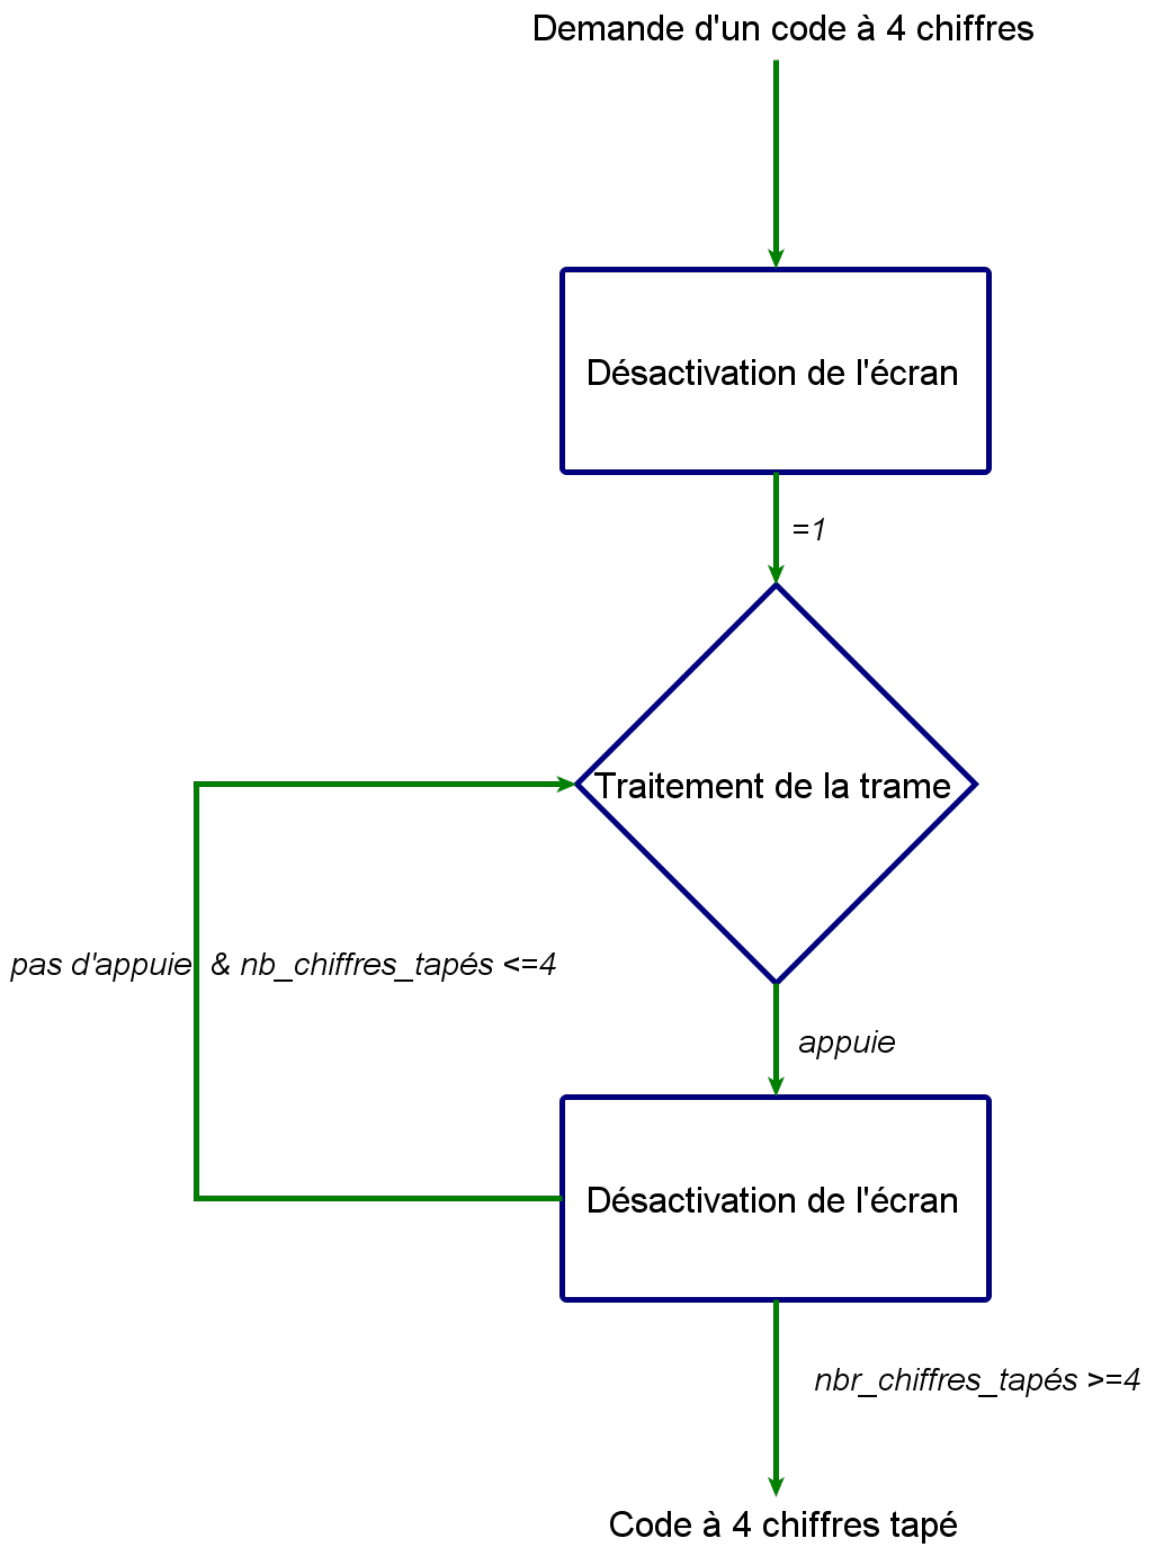 Demande d'un code à 4 chiffres
Désactivation de l'écran
=1
Traitement de la trame
pas d'appuie & nb_chiffres_tapés <=4
appuie
Désactivation de l'écran
nbr_chiffres_tapés >=4
Code à 4 chiffres tapé